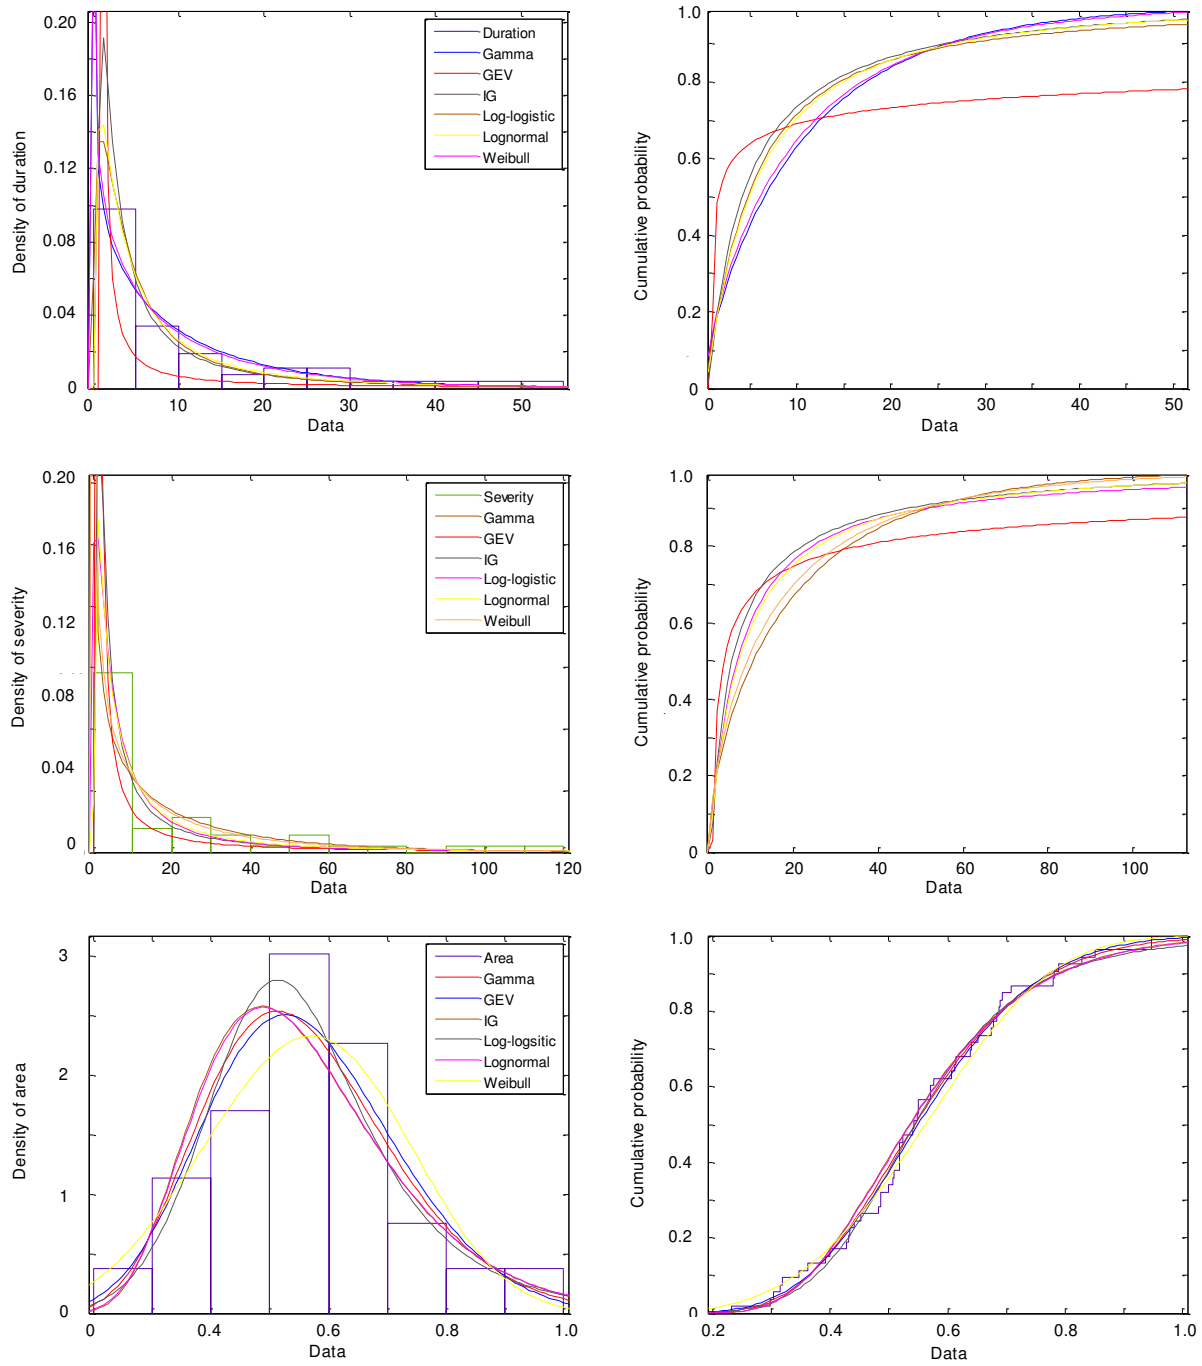 0.20
0.16
0.12
0.08
0.04
0
Density of duration
0 10 20 30 40 50
Data
Duration
Gamma
GEV
IG
Log-logistic
Lognormal
Weibull
1.0
0.8
0.6
0.4
0.2
0
Cumulative probability
0 10 20 30 40 50
Data
0.20
0.16
0.12
0.08
0.04
0
Density of severity
0 20 40 60 80 100 120
Data
Severity
Gamma
GEV
IG
Log-logistic
Lognormal
Weibull
1.0
0.8
0.6
0.4
0.2
0
Cumulative probability
0 20 40 60 80 100
Data
3
2
1
0
Density of area
0 0.4 0.6 0.8 1.0
Data
Area
Gamma
GEV
IG
Log-logsitic
Lognormal
Weibull
1.0
0.8
0.6
0.4
0.2
0
Cumulative probability
0.2 0.4 0.6 0.8 1.0
Data